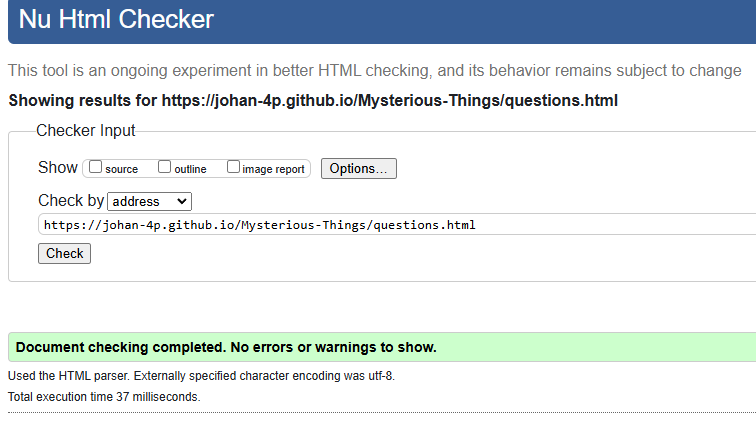 Nu Html Checker
This tool is an ongoing experiment in better HTML checking, and its behavior remains subject to change
Showing results for https://johan-4p.github.io/Mysterious-Things/questions.html
Checker Input
Show source outline image report Options...
Check by address
https://johan-4p.github.io/Mysterious-Things/questions.html
Check
Document checking completed. No errors or warnings to show.
Used the HTML parser. Externally specified character encoding was utf-8.
Total execution time 37 milliseconds.